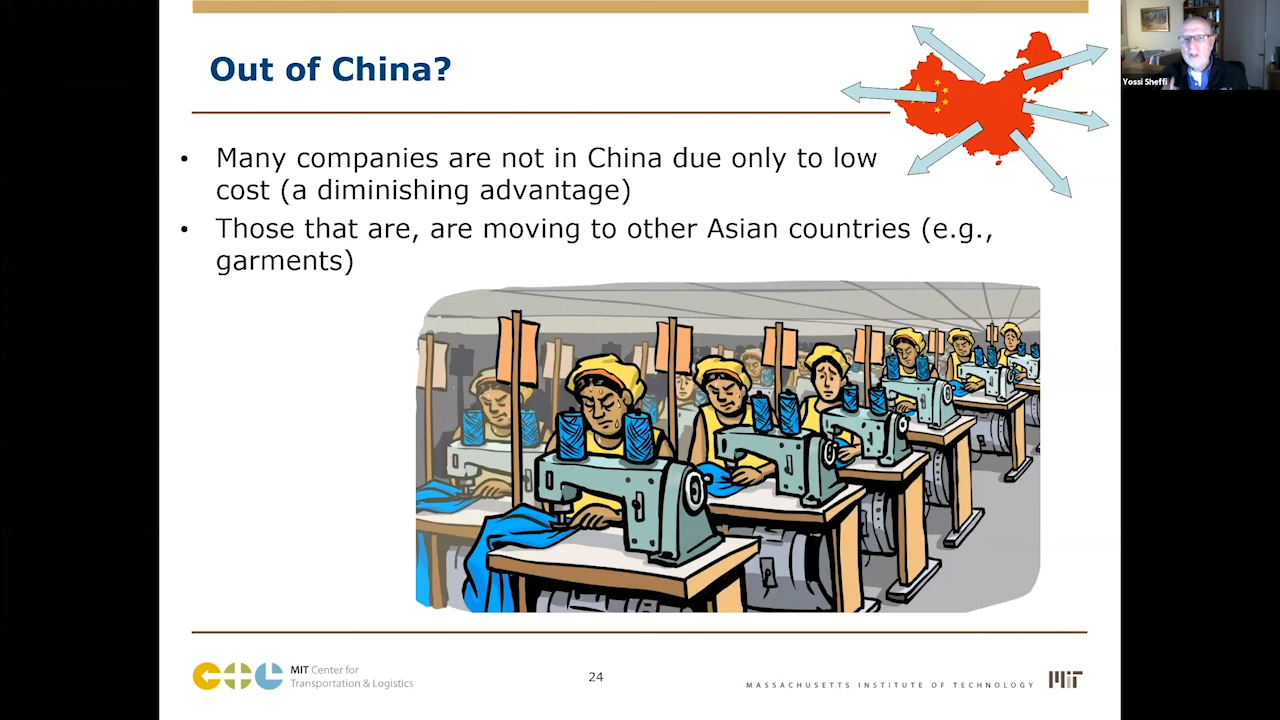 Out of China?
Yossi Sheffi
• Many companies are not in China due only to low
cost (a diminishing advantage)
• Those that are, are moving to other Asian countries (e.g.,
garments)
MIT Center for
Transportation & Logistics
24
MASSACHUSETTS INSTITUTE OF TECHNOLOGY
MIT